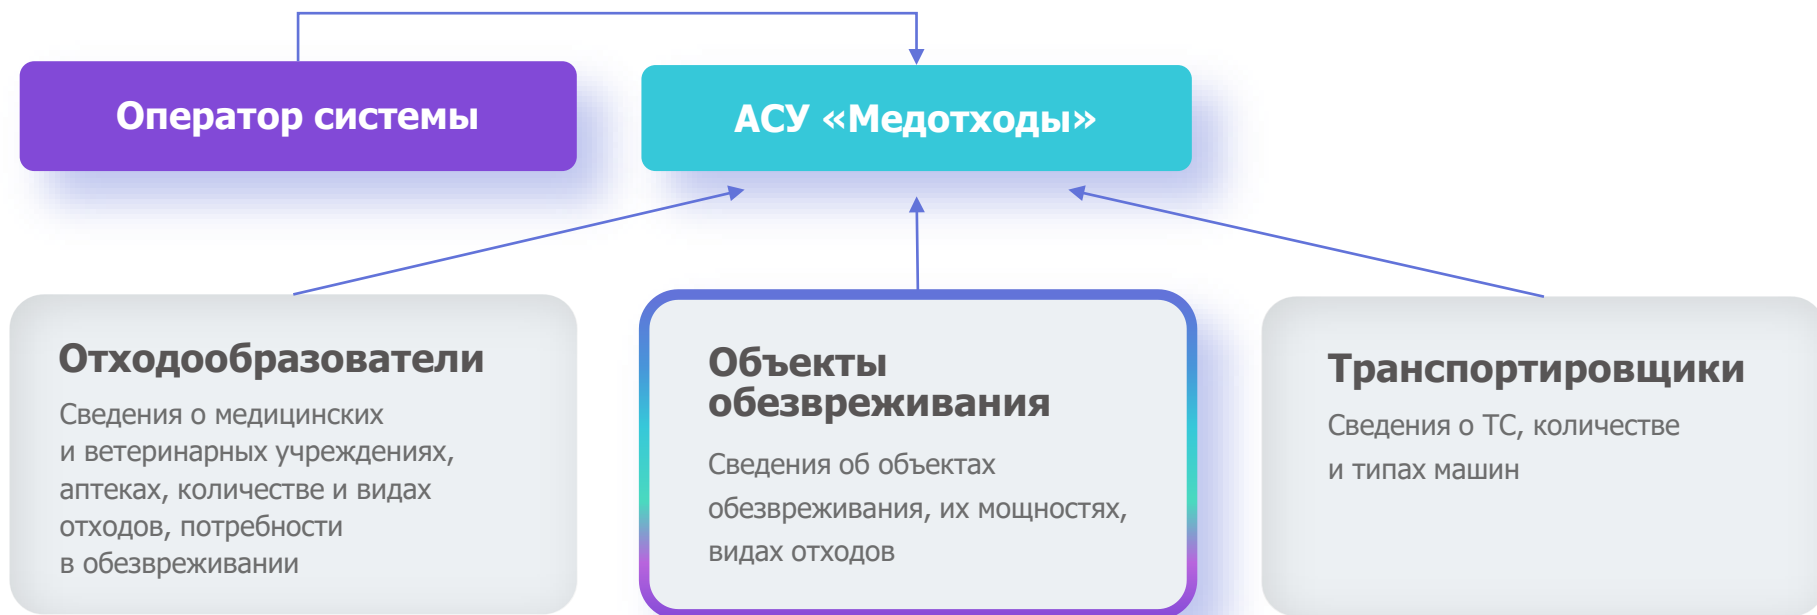 Оператор системы
АСУ «Медотходы»
Отходообразователи
Сведения о медицинских
и ветеринарных учреждениях,
аптеках, количестве и видах
отходов, потребности
в обезвреживании
Объекты
обезвреживания
Сведения об объектах
обезвреживания, их мощностях,
видах отходов
Транспортировщики
Сведения о ТС, количестве
и типах машин